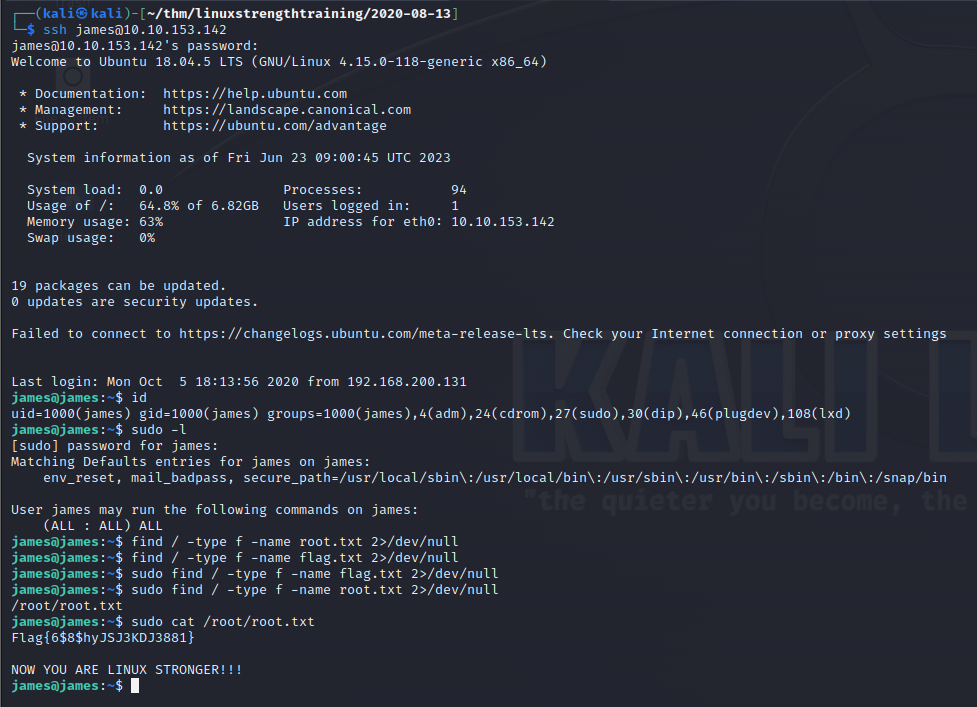 ┌──(kali㉿kali)-[~/thm/linuxstrengthtraining/2020-08-13]
└─$ ssh james@10.10.153.142
james@10.10.153.142's password:
Welcome to Ubuntu 18.04.5 LTS (GNU/Linux 4.15.0-118-generic x86_64)

 * Documentation:  https://help.ubuntu.com
 * Management:     https://landscape.canonical.com
 * Support:        https://ubuntu.com/advantage

  System information as of Fri Jun 23 09:00:45 UTC 2023

  System load:  0.0               Processes:           94
  Usage of /:   64.8% of 6.82GB   Users logged in:     1
  Memory usage: 63%               IP address for eth0: 10.10.153.142
  Swap usage:   0%

19 packages can be updated.
0 updates are security updates.

Failed to connect to https://changelogs.ubuntu.com/meta-release-lts. Check your Internet connection or proxy settings

Last login: Mon Oct  5 18:13:56 2020 from 192.168.200.131
james@james:~$ id
uid=1000(james) gid=1000(james) groups=1000(james),4(adm),24(cdrom),27(sudo),30(dip),46(plugdev),108(lxd)
james@james:~$ sudo -l
[sudo] password for james:
Matching Defaults entries for james on james:
    env_reset, mail_badpass, secure_path=/usr/local/sbin\:/usr/local/bin\:/usr/sbin\:/usr/bin\:/sbin\:/bin\:/snap/bin

User james may run the following commands on james:
    (ALL : ALL) ALL
james@james:~$ find / -type f -name root.txt 2>/dev/null
james@james:~$ find / -type f -name flag.txt 2>/dev/null
james@james:~$ sudo find / -type f -name flag.txt 2>/dev/null
james@james:~$ sudo find / -type f -name root.txt 2>/dev/null
/root/root.txt
james@james:~$ sudo cat /root/root.txt
Flag{6$8$hyJSJ3KDJ3881}

NOW YOU ARE LINUX STRONGER!!!
james@james:~$
KALI L
"the quieter you become, the